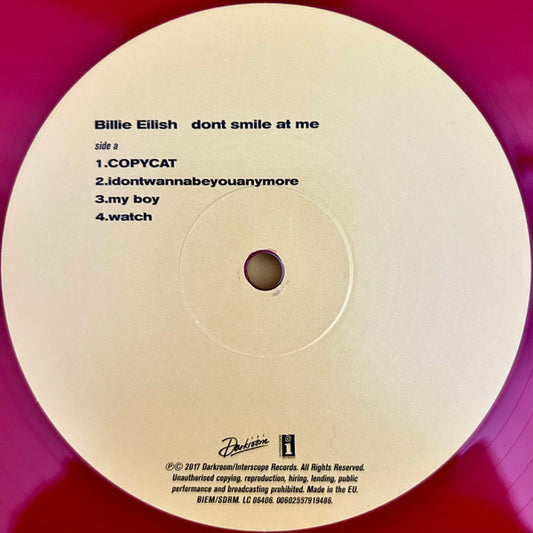 Billie Eilish dont smile at me
side a
1.COPYCAT
2.idontwannabeyouanymore
3.my boy
4.watch
THE Darkroom i
℗© 2017 Darkroom/Interscope Records. All Rights Reserved.
Unauthorised copying, reproduction, hiring, lending, public
performance and broadcasting prohibited. Made in the EU.
BIEM/SDRM. LC 06406. 00602557919486.